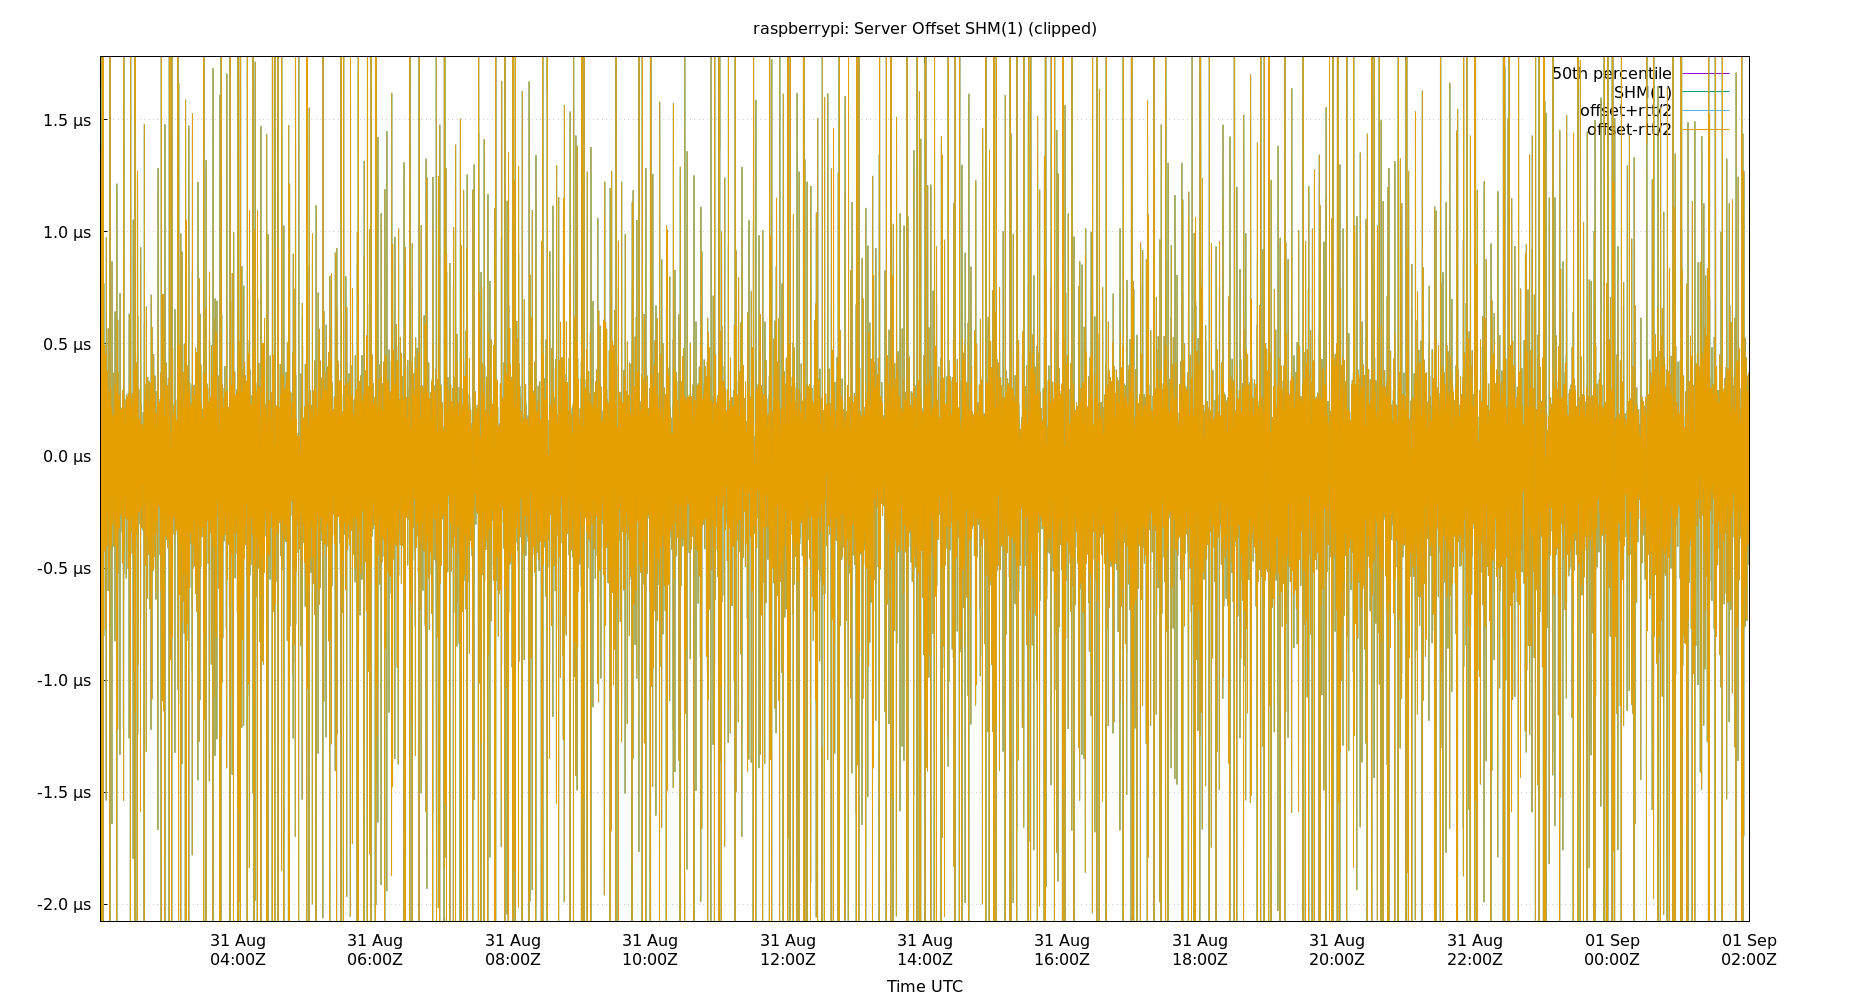 raspberrypi: Server Offset SHM(1) (clipped)
50th percentile
SHM(1)
offset+rtt/2
offset-rtt/2
1.5 µs
1.0 µs
0.5 µs
0.0 µs
-0.5 µs
-1.0 µs
-1.5 µs
-2.0 µs
31 Aug 31 Aug 31 Aug 31 Aug 31 Aug 31 Aug 31 Aug 31 Aug 31 Aug 31 Aug 01 Sep 01 Sep
04:00Z 06:00Z 08:00Z 10:00Z 12:00Z 14:00Z 16:00Z 18:00Z 20:00Z 22:00Z 00:00Z 02:00Z
Time UTC